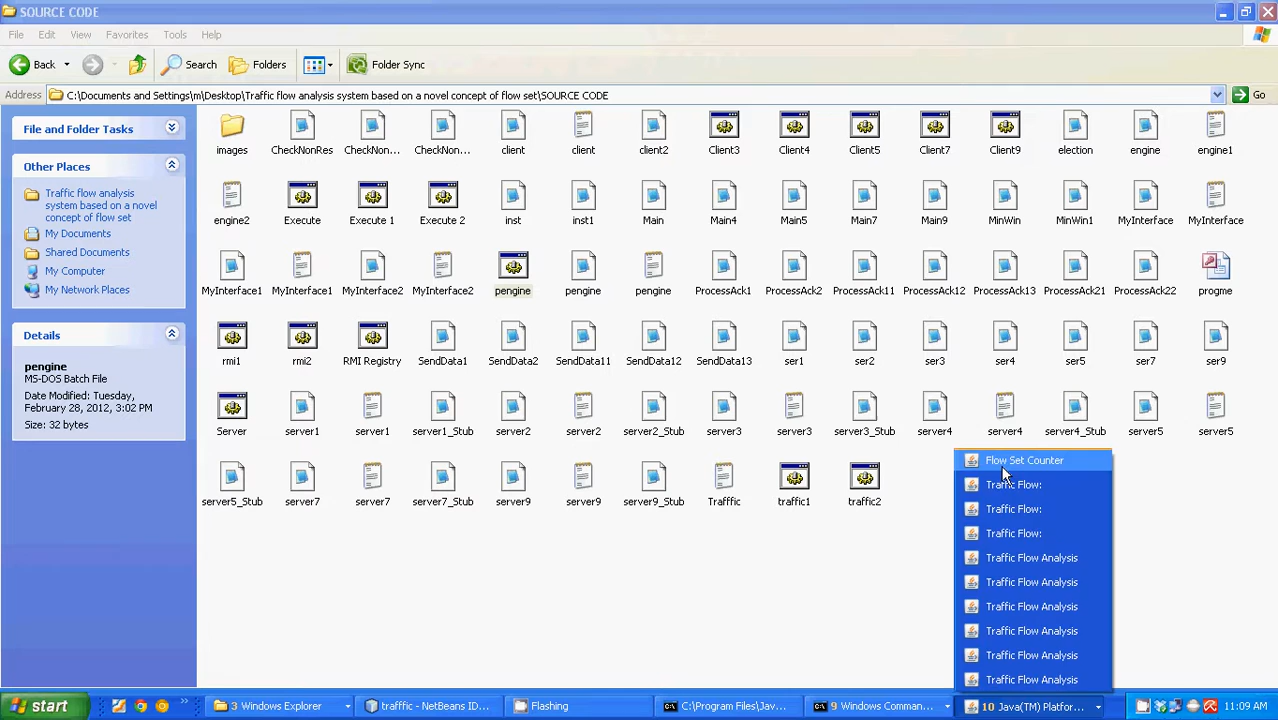 SOURCE CODE
File Edit View Favorites Tools Help
Back Search Folders Folder Sync
Address C:\Documents and Settings\m\Desktop\Traffic flow analysis system based on a novel concept of flow set\SOURCE CODE Go
File and Folder Tasks
Other Places
Traffic flow analysis
system based on a novel
concept of flow set
My Documents
Shared Documents
My Computer
My Network Places
Details
pengine
MS-DOS Batch File
Date Modified: Tuesday,
February 28, 2012, 3:02 PM
Size: 32 bytes
images CheckNonRes CheckNon... CheckNon... client client client2 Client3 Client4 Client5 Client7 Client9 election engine engine1
engine2 Execute Execute 1 Execute 2 inst inst1 Main Main4 Main5 Main7 Main9 MinWin MinWin1 MyInterface MyInterface
MyInterface1 MyInterface1 MyInterface2 MyInterface2 pengine pengine pengine ProcessAck1 ProcessAck2 ProcessAck11 ProcessAck12 ProcessAck13 ProcessAck21 ProcessAck22 progme
rmi1 rmi2 RMI Registry SendData1 SendData2 SendData11 SendData12 SendData13 ser1 ser2 ser3 ser4 ser5 ser7 ser9
Server server1 server1 server1_Stub server2 server2 server2_Stub server3 server3 server3_Stub server4 server4 server4_Stub server5 server5
server5_Stub server7 server7 server7_Stub server9 server9 server9_Stub Trafffic traffic1 traffic2
Flow Set Counter
Traffic Flow:
Traffic Flow:
Traffic Flow:
Traffic Flow Analysis
Traffic Flow Analysis
Traffic Flow Analysis
Traffic Flow Analysis
Traffic Flow Analysis
Traffic Flow Analysis
start 3 Windows Explorer trafffic - NetBeans ID... Flashing C:\Program Files\Jav... 9 Windows Comman... 10 Java(TM) Platfor... 11:09 AM